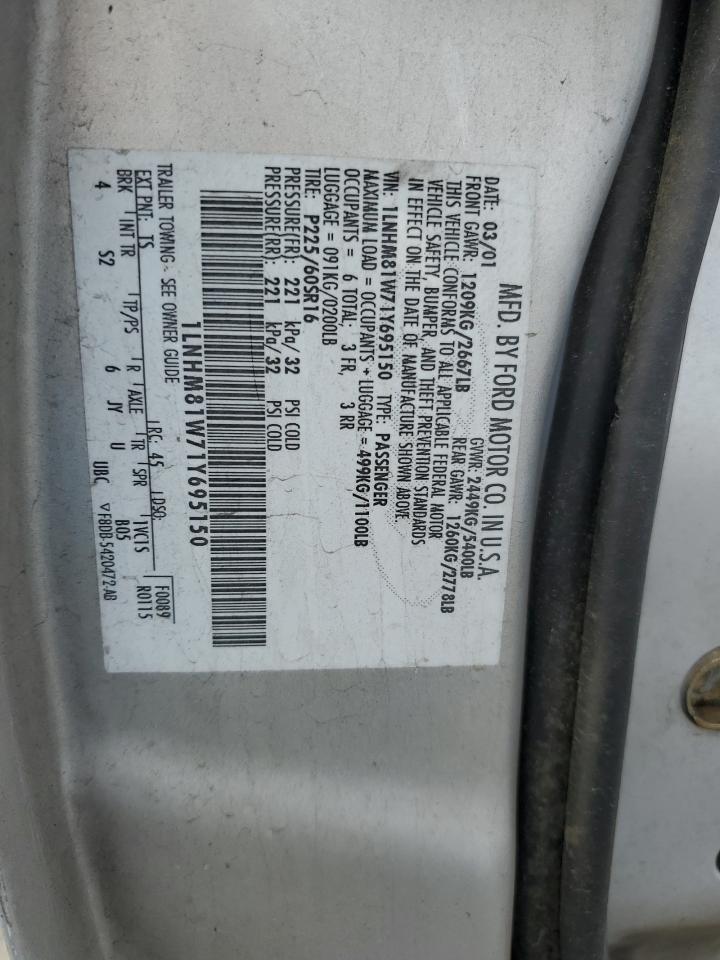 MFD. BY FORD MOTOR CO. IN U.S.A.
DATE: 03/01 GVWR: 2449KG/5400LB
FRONT GAWR: 1209KG/2667LB REAR GAWR: 1260KG/2778LB
THIS VEHICLE CONFORMS TO ALL APPLICABLE FEDERAL MOTOR
VEHICLE SAFETY, BUMPER, AND THEFT PREVENTION STANDARDS
IN EFFECT ON THE DATE OF MANUFACTURE SHOWN ABOVE.
VIN: 1LNHM81W71Y695150 TYPE: PASSENGER
MAXIMUM LOAD = OCCUPANTS + LUGGAGE = 499KG/1100LB
OCCUPANTS = 6 TOTAL; 3 FR, 3 RR
LUGGAGE = 091KG/0200LB
TIRE: P225/60SR16
PRESSURE(FR): 221 kPa/32 PSI COLD
PRESSURE(RR): 221 kPa/32 PSI COLD
1LNHM81W71Y695150
TRAILER TOWING - SEE OWNER GUIDE
F0089
R0115
EXT PNT: TS RC: 45 DSO:
BRK INT TR TP/PS R AXLE TR SPR 1VC1S
4 S2 6 JY U UBC B05
▽F8DB-5420472-AB